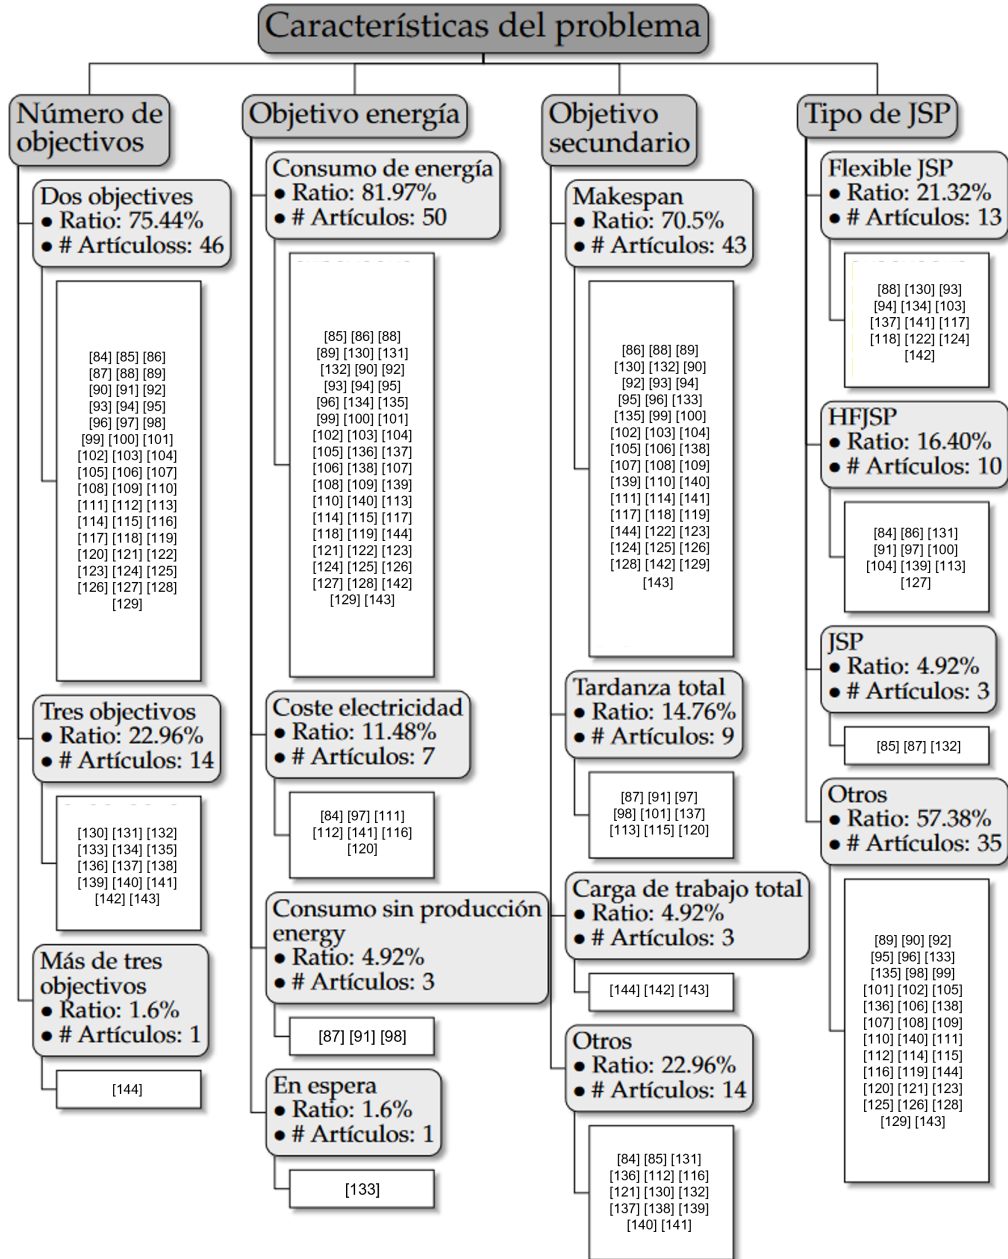 Características del problema
Número de
objectivos
Dos objectives
● Ratio: 75.44%
● # Artículoss: 46
[84] [85] [86]
[87] [88] [89]
[90] [91] [92]
[93] [94] [95]
[96] [97] [98]
[99] [100] [101]
[102] [103] [104]
[105] [106] [107]
[108] [109] [110]
[111] [112] [113]
[114] [115] [116]
[117] [118] [119]
[120] [121] [122]
[123] [124] [125]
[126] [127] [128]
[129]
Tres objectivos
● Ratio: 22.96%
● # Artículos: 14
[130] [131] [132]
[133] [134] [135]
[136] [137] [138]
[139] [140] [141]
[142] [143]
Más de tres
objectivos
● Ratio: 1.6%
● # Artículos: 1
[144]
Objetivo energía
Consumo de energía
● Ratio: 81.97%
● # Artículos: 50
[85] [86] [88]
[89] [130] [131]
[132] [90] [92]
[93] [94] [95]
[96] [134] [135]
[99] [100] [101]
[102] [103] [104]
[105] [136] [137]
[106] [138] [107]
[108] [109] [139]
[110] [140] [113]
[114] [115] [117]
[118] [119] [144]
[121] [122] [123]
[124] [125] [126]
[127] [128] [142]
[129] [143]
Coste electricidad
● Ratio: 11.48%
● # Artículos: 7
[84] [97] [111]
[112] [141] [116]
[120]
Consumo sin producción
energy
● Ratio: 4.92%
● # Artículos: 3
[87] [91] [98]
En espera
● Ratio: 1.6%
● # Artículos: 1
[133]
Objetivo
secundario
Makespan
● Ratio: 70.5%
● # Artículos: 43
[86] [88] [89]
[130] [132] [90]
[92] [93] [94]
[95] [96] [133]
[135] [99] [100]
[102] [103] [104]
[105] [106] [138]
[107] [108] [109]
[139] [110] [140]
[111] [114] [141]
[117] [118] [119]
[144] [122] [123]
[124] [125] [126]
[128] [142] [129]
[143]
Tardanza total
● Ratio: 14.76%
● # Artículos: 9
[87] [91] [97]
[98] [101] [137]
[113] [115] [120]
Carga de trabajo total
● Ratio: 4.92%
● # Artículos: 3
[144] [142] [143]
Otros
● Ratio: 22.96%
● # Artículos: 14
[84] [85] [131]
[136] [112] [116]
[121] [130] [132]
[137] [138] [139]
[140] [141]
Tipo de JSP
Flexible JSP
● Ratio: 21.32%
● # Artículos: 13
[88] [130] [93]
[94] [134] [103]
[137] [141] [117]
[118] [122] [124]
[142]
HFJSP
● Ratio: 16.40%
● # Artículos: 10
[84] [86] [131]
[91] [97] [100]
[104] [139] [113]
[127]
JSP
● Ratio: 4.92%
● # Artículos: 3
[85] [87] [132]
Otros
● Ratio: 57.38%
● # Artículos: 35
[89] [90] [92]
[95] [96] [133]
[135] [98] [99]
[101] [102] [105]
[136] [106] [138]
[107] [108] [109]
[110] [140] [111]
[112] [114] [115]
[116] [119] [144]
[120] [121] [123]
[125] [126] [128]
[129] [143]